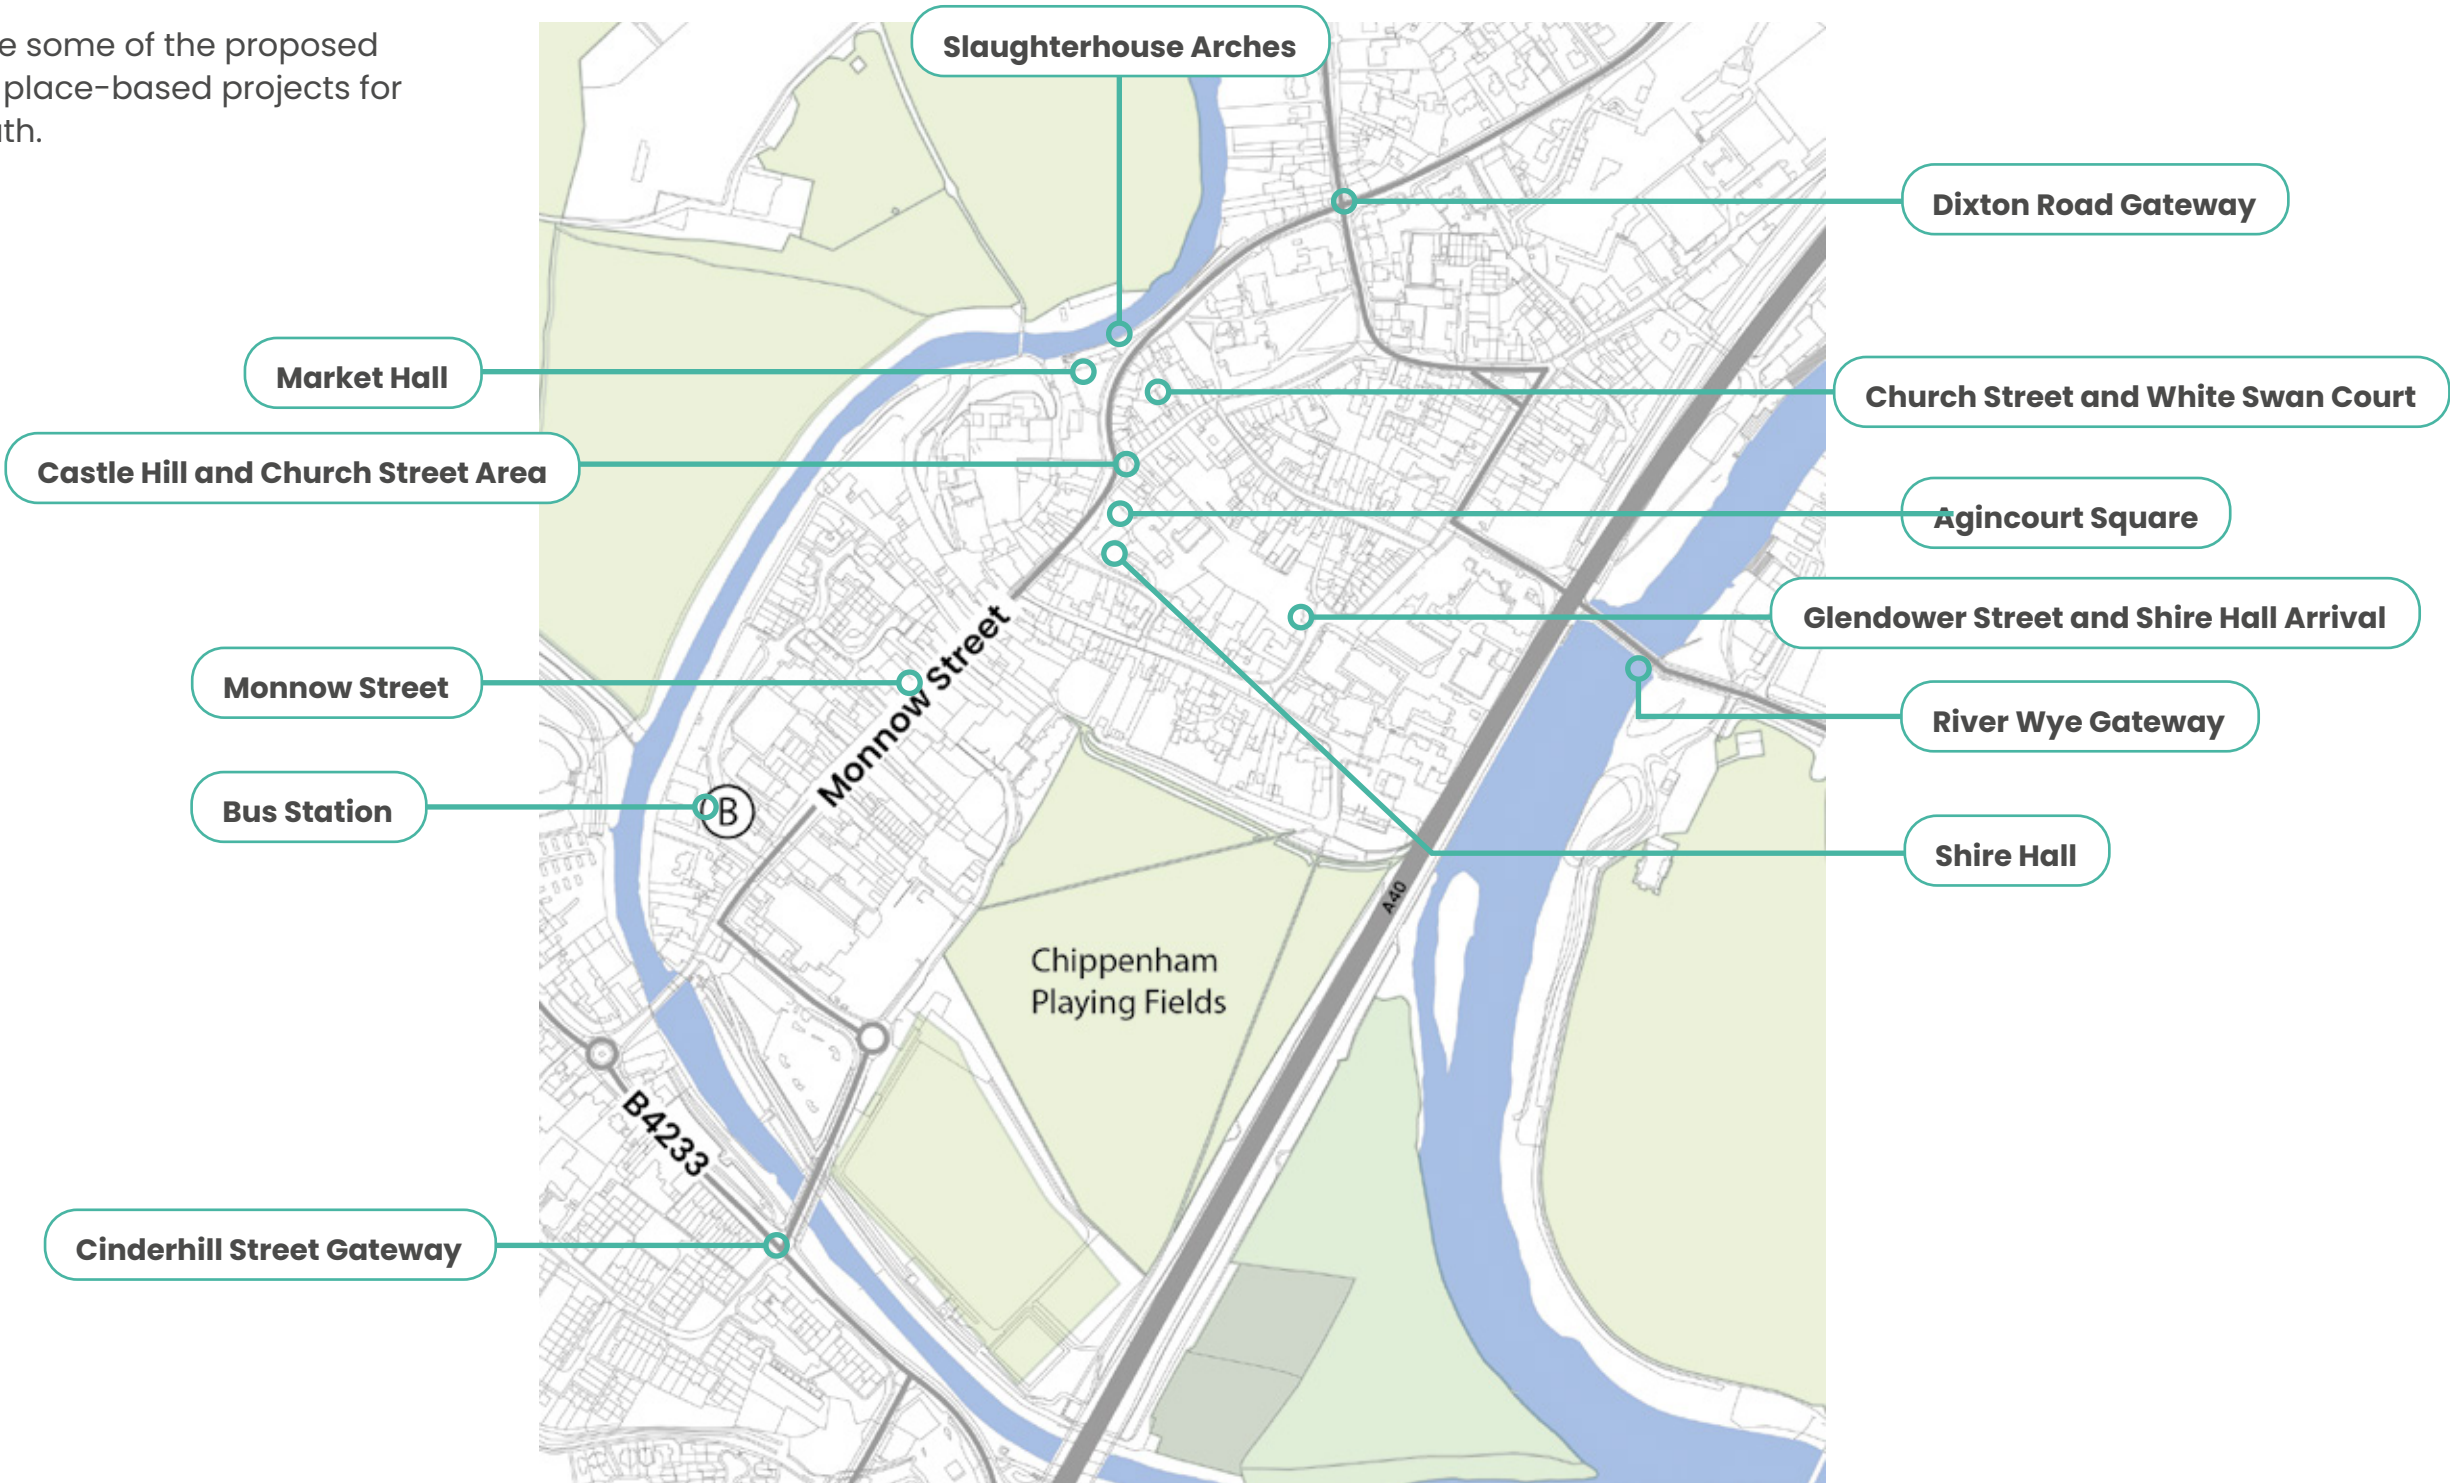 e some of the proposed
place-based projects for
uth.
Slaughterhouse Arches
Dixton Road Gateway
Market Hall
Church Street and White Swan Court
Castle Hill and Church Street Area
Agincourt Square
Glendower Street and Shire Hall Arrival
Monnow Street
Monnow Street
River Wye Gateway
Bus Station
B
Shire Hall
A40
Chippenham
Playing Fields
B4233
Cinderhill Street Gateway